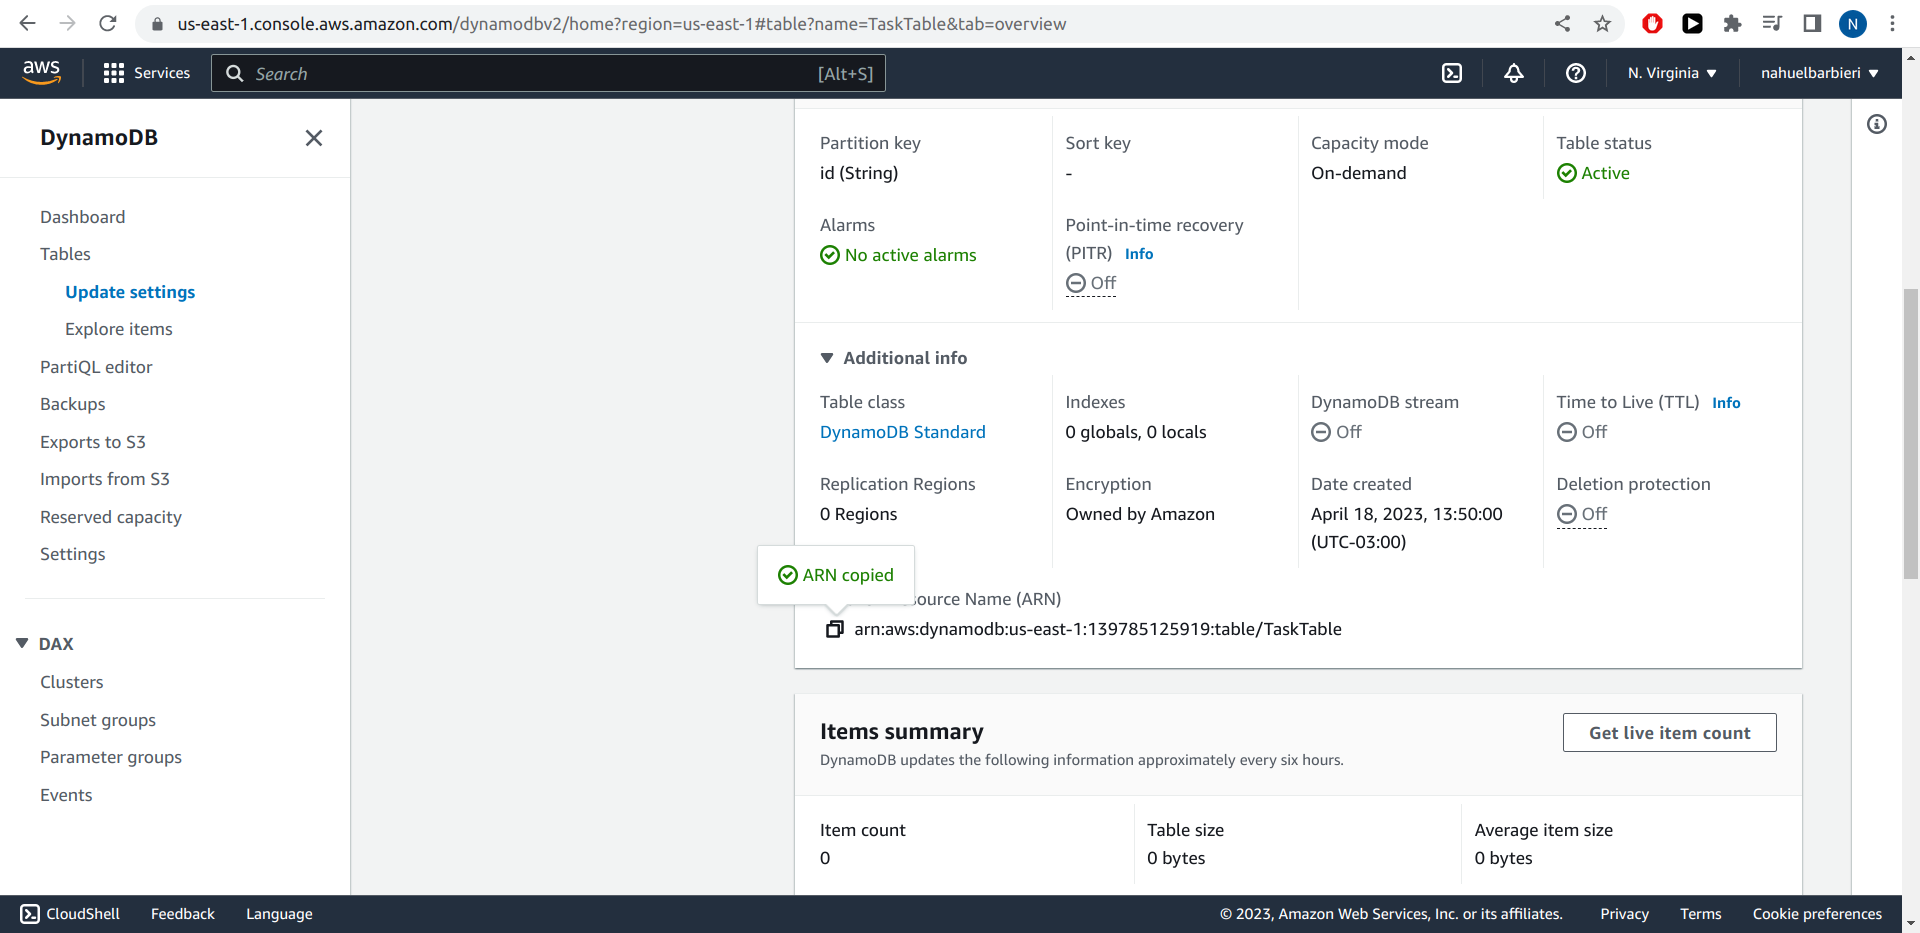 us-east-1.console.aws.amazon.com/dynamodbv2/home?region=us-east-1#table?name=TaskTable&tab=overview
N
aws
Services
Search
[Alt+S]
N. Virginia
nahuelbarbieri
DynamoDB
Dashboard
Tables
Update settings
Explore items
PartiQL editor
Backups
Exports to S3
Imports from S3
Reserved capacity
Settings
DAX
Clusters
Subnet groups
Parameter groups
Events
Partition key
id (String)
Sort key
-
Capacity mode
On-demand
Table status
Active
Alarms
No active alarms
Point-in-time recovery
(PITR) Info
Off
Additional info
Table class
DynamoDB Standard
Indexes
0 globals, 0 locals
DynamoDB stream
Off
Time to Live (TTL) Info
Off
Replication Regions
0 Regions
Encryption
Owned by Amazon
Date created
April 18, 2023, 13:50:00
(UTC-03:00)
Deletion protection
Off
ARN copied
source Name (ARN)
arn:aws:dynamodb:us-east-1:139785125919:table/TaskTable
Items summary
DynamoDB updates the following information approximately every six hours.
Get live item count
Item count
0
Table size
0 bytes
Average item size
0 bytes
CloudShell
Feedback
Language
© 2023, Amazon Web Services, Inc. or its affiliates.
Privacy
Terms
Cookie preferences